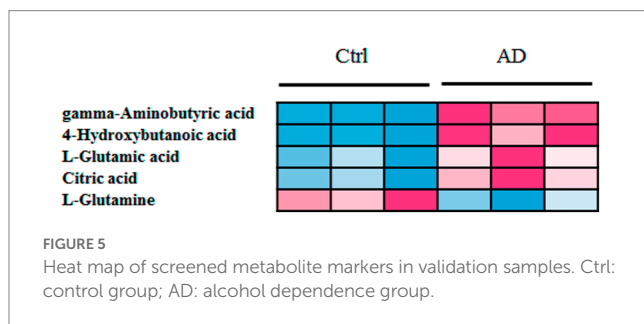 Ctrl AD
gamma-Aminobutyric acid
4-Hydroxybutanoic acid
L-Glutamic acid
Citric acid
L-Glutamine
FIGURE 5
Heat map of screened metabolite markers in validation samples. Ctrl:
control group; AD: alcohol dependence group.